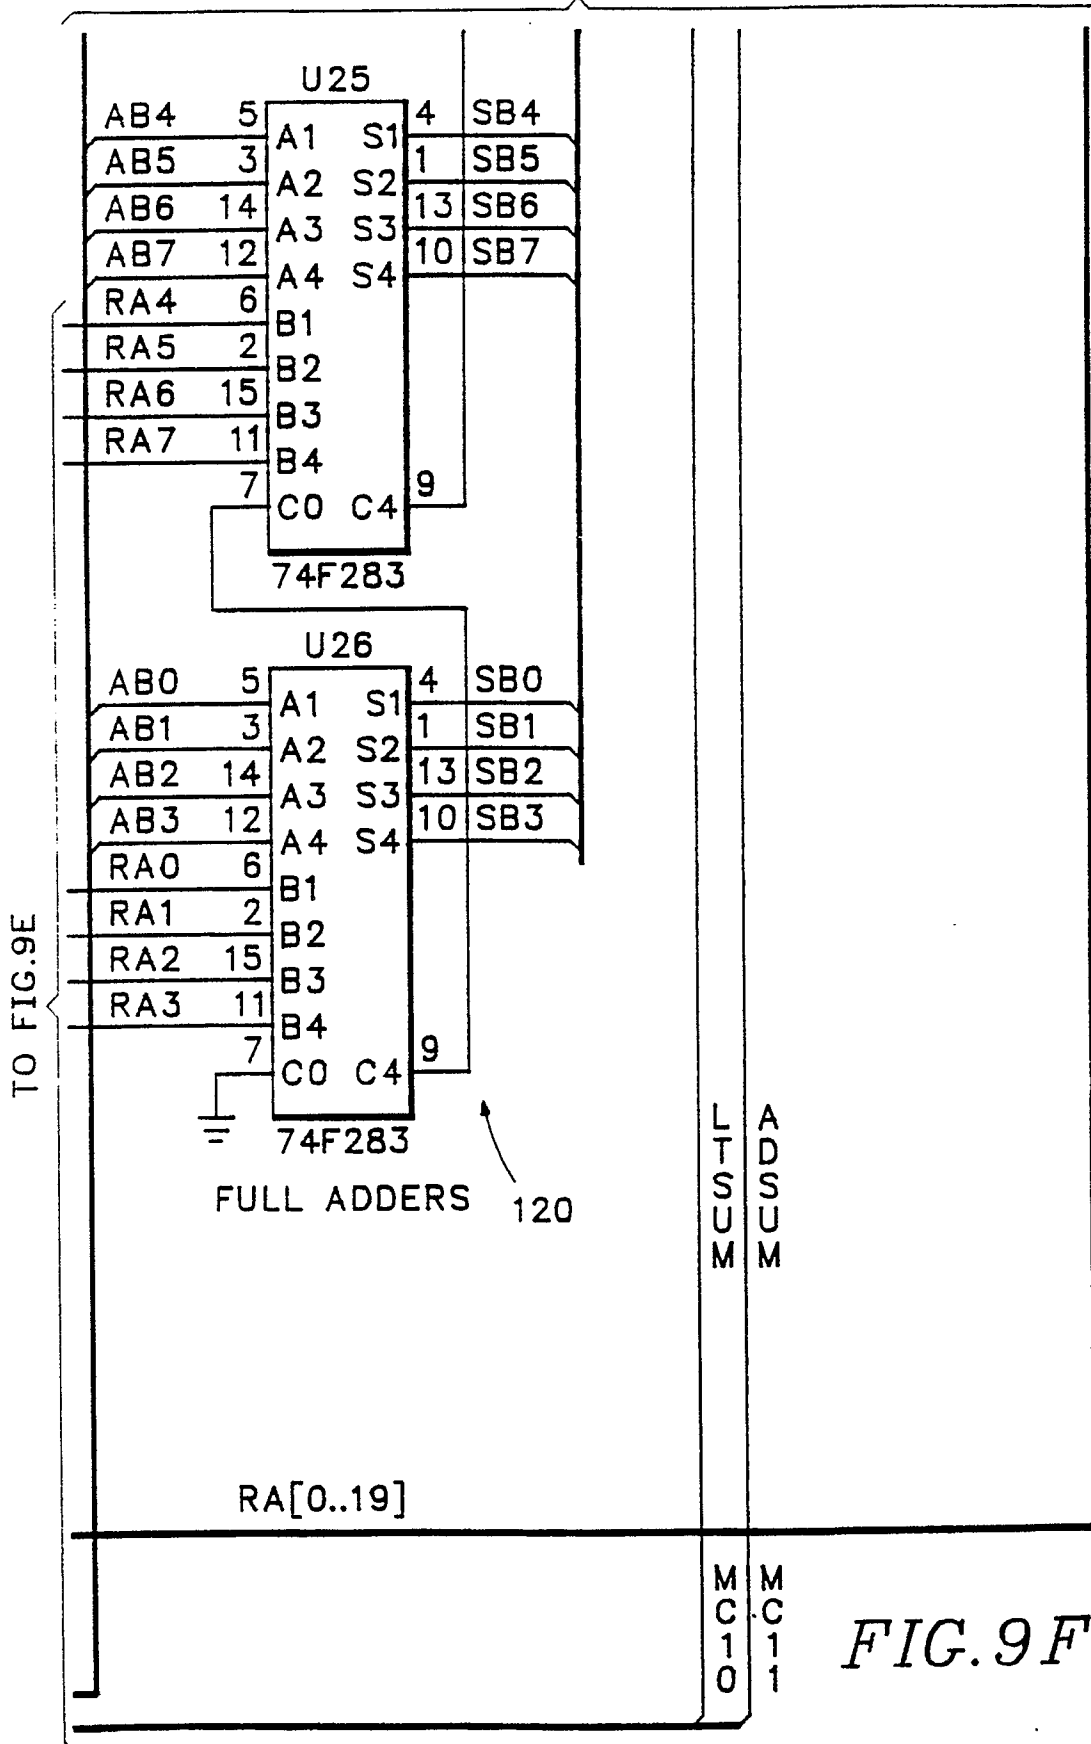 U25
AB4 5 A1 S1 4 SB4
AB5 3 A2 S2 1 SB5
AB6 14 A3 S3 13 SB6
AB7 12 A4 S4 10 SB7
RA4 6 B1
RA5 2 B2
RA6 15 B3
RA7 11 B4
7 C0 C4 9
74F283
U26
AB0 5 A1 S1 4 SB0
AB1 3 A2 S2 1 SB1
AB2 14 A3 S3 13 SB2
AB3 12 A4 S4 10 SB3
RA0 6 B1
RA1 2 B2
RA2 15 B3
RA3 11 B4
7 C0 C4 9
74F283
FULL ADDERS 120
TO FIG.9E
LTSUM
ADSUM
RA[0..19]
MC10
MC11
FIG.9F